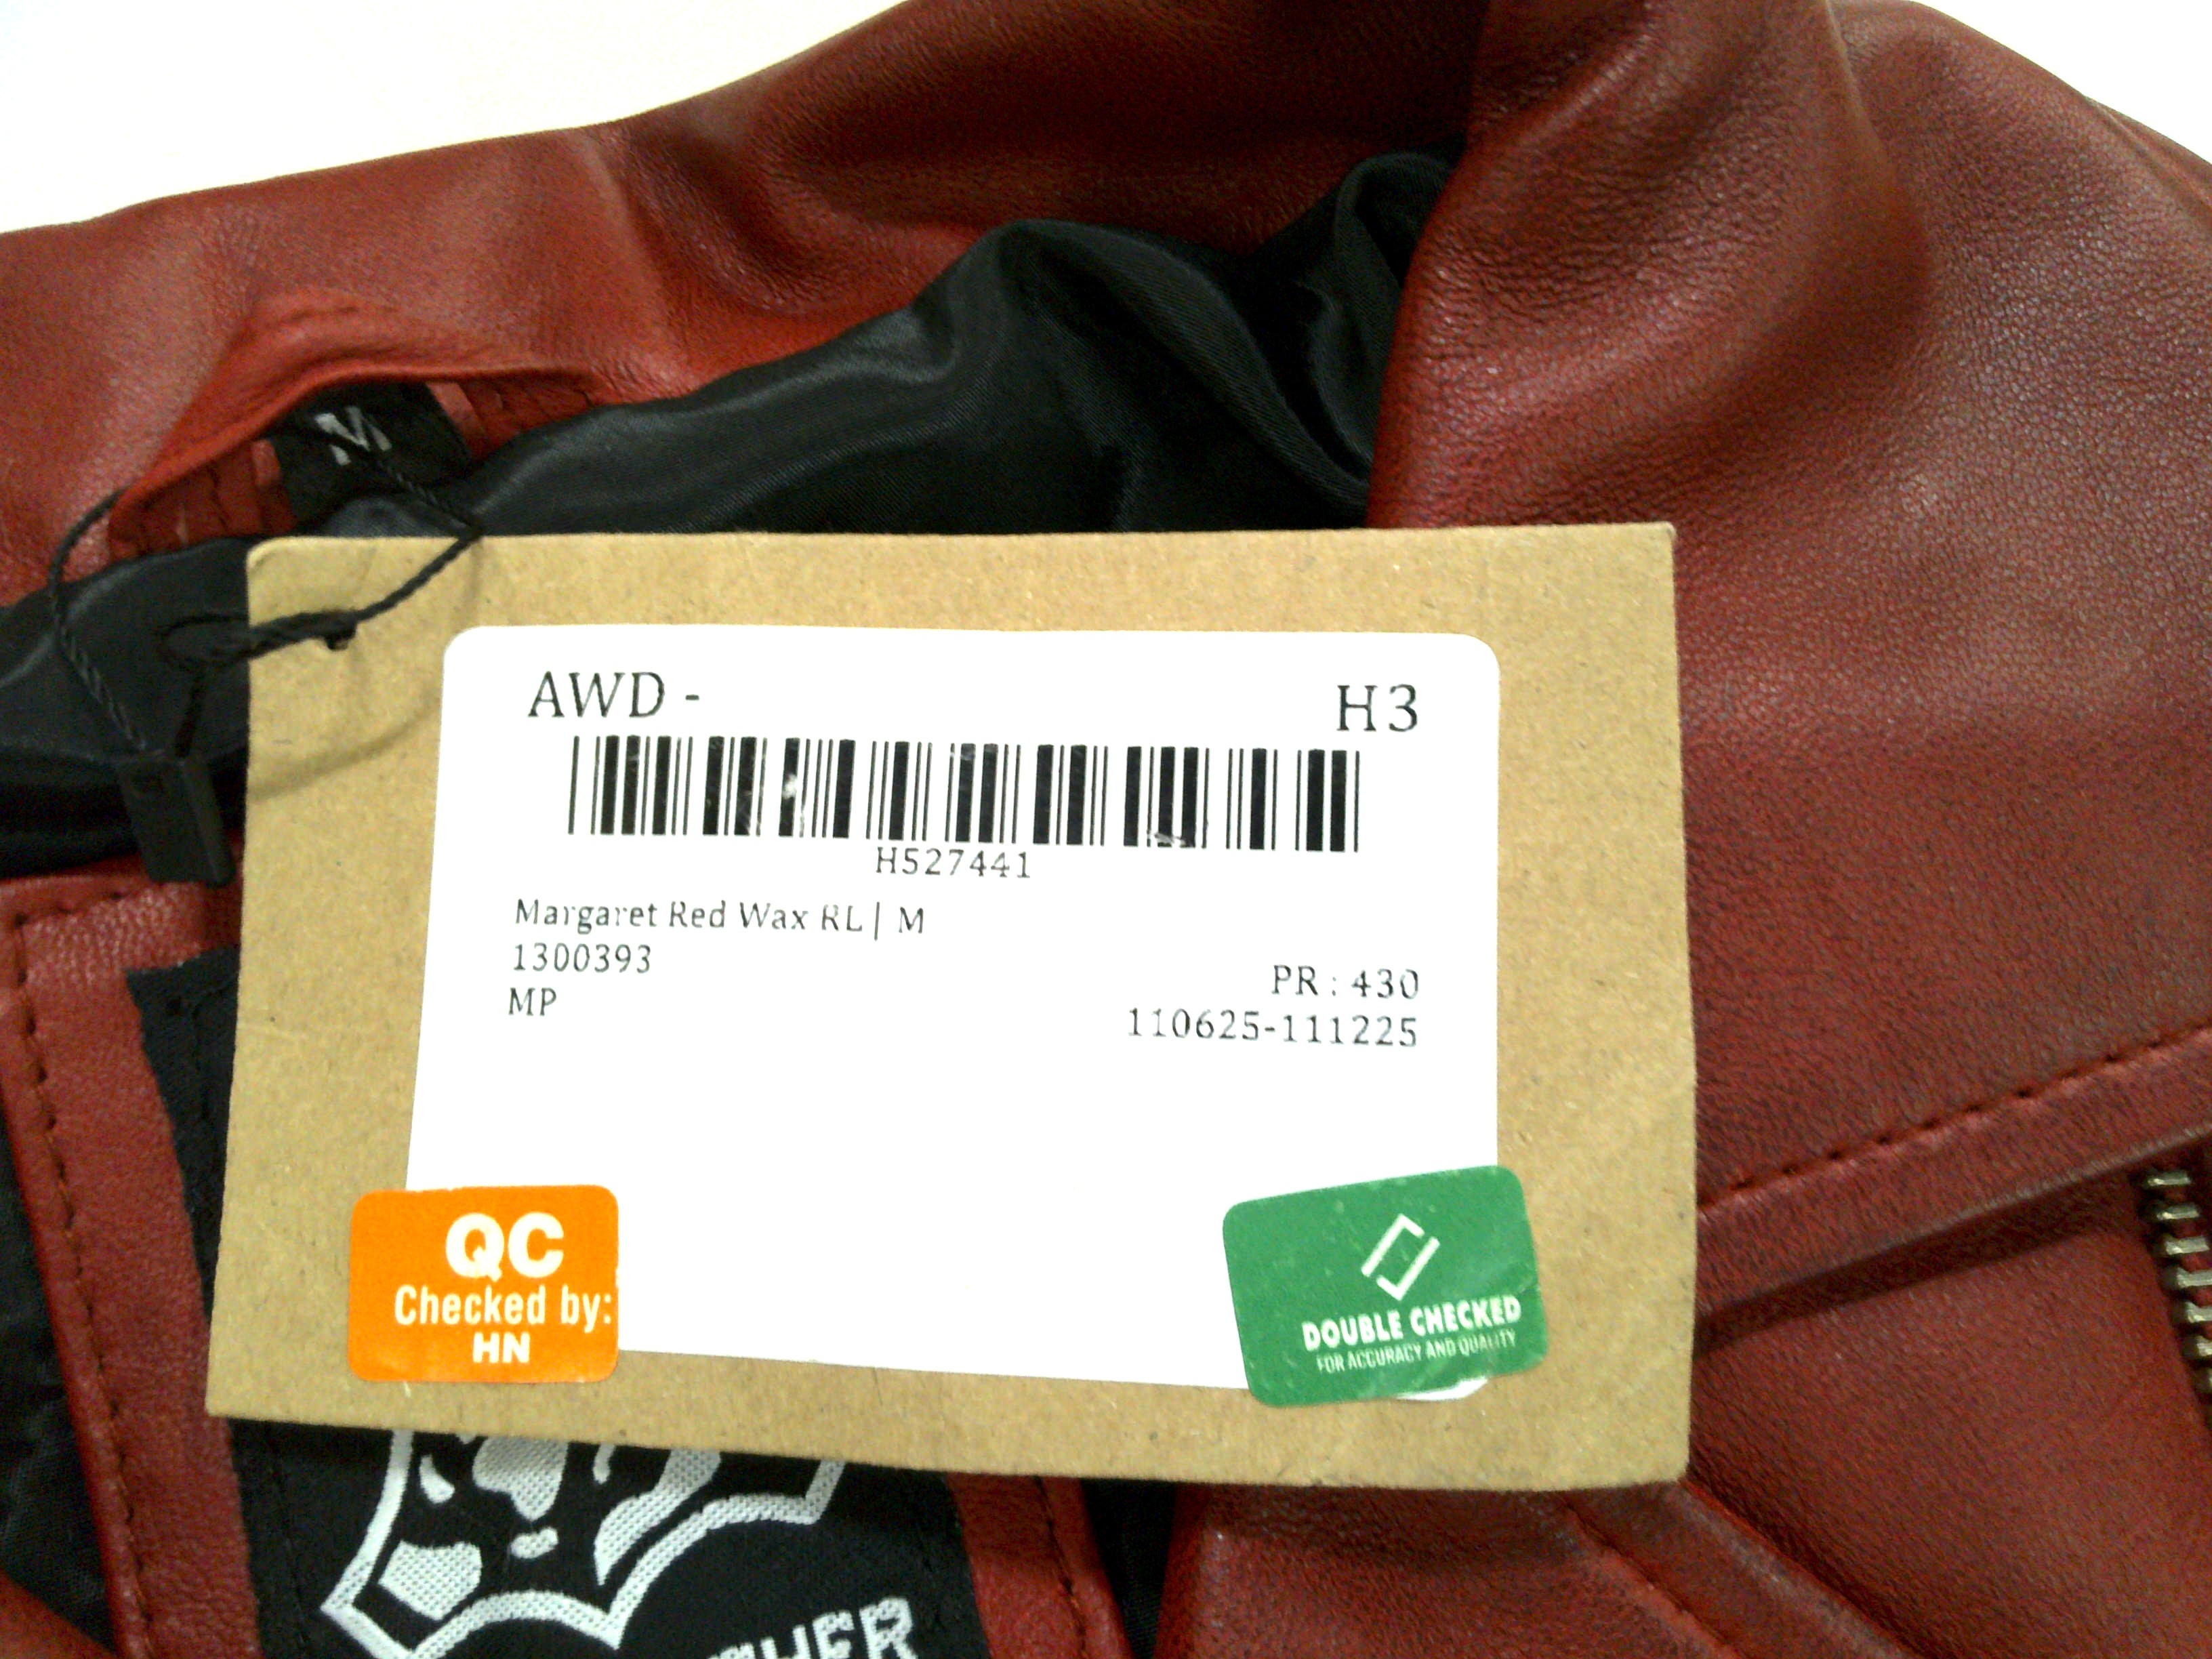 M
AWD - H3
H527441
Margaret Red Wax RL | M
1300393
PR : 430
MP
110625-111225
QC
Checked by:
HN
DOUBLE CHECKED
FOR ACCURACY AND QUALITY